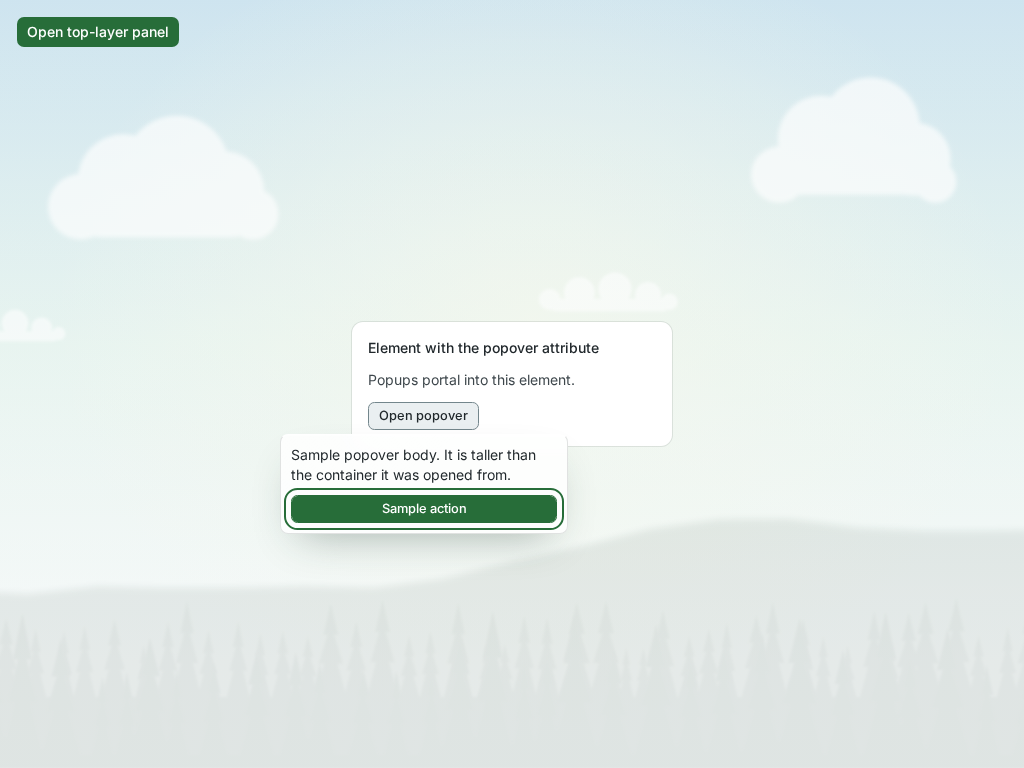 Open top-layer panel
Element with the popover attribute
Popups portal into this element.
Open popover
Sample popover body. It is taller than
the container it was opened from.
Sample action